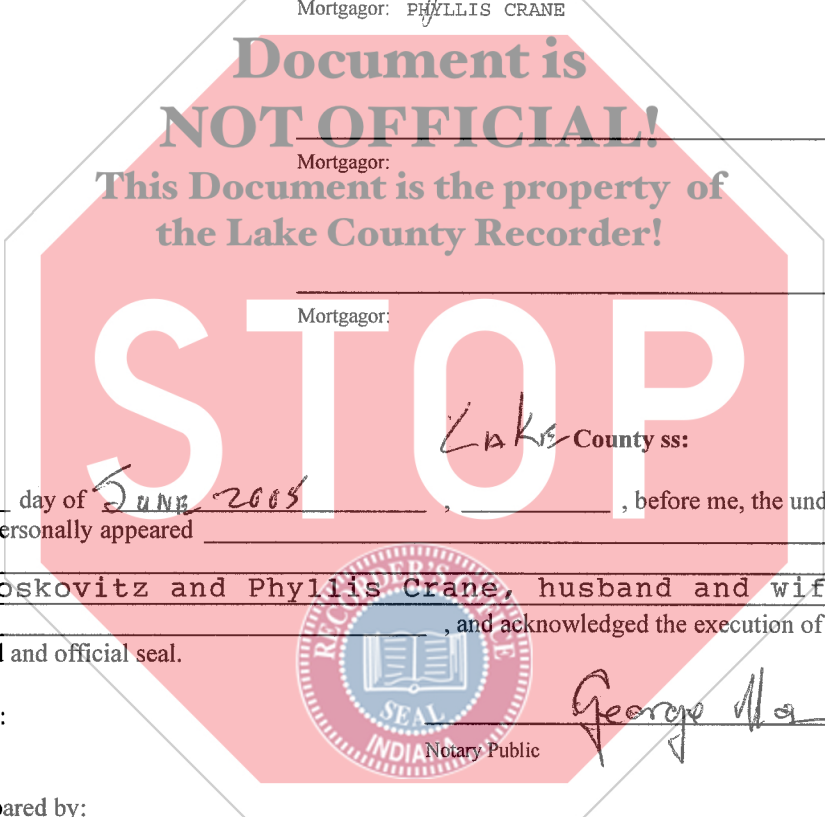 Mortgagor: PHYLLIS CRANE
Document is
NOT OFFICIAL!
Mortgagor:
This Document is the property of
the Lake County Recorder!
Mortgagor:
STOP
LAKE County ss:
day of JUNE 2005 , , before me, the und
ersonally appeared
oskovitz and Phyllis Crane, husband and wif
, and acknowledged the execution of
d and official seal.
RECORDER'S OFFICE
SEAL
INDIANA
:
George
Notary Public
pared by: